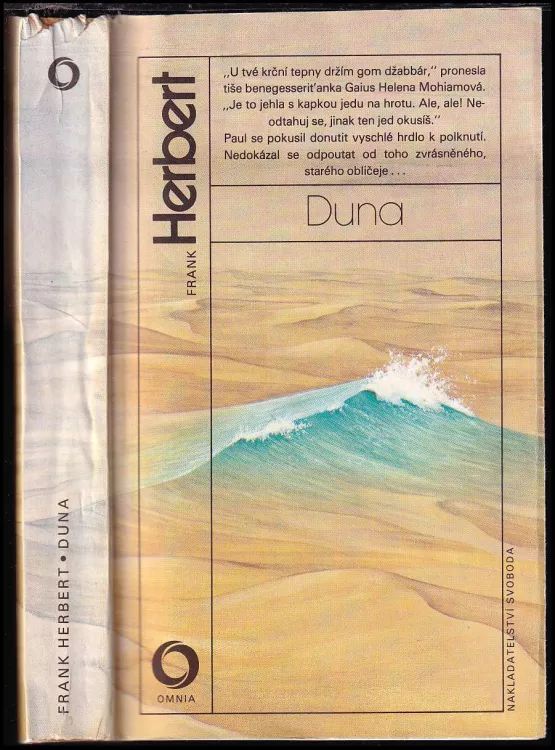 FRANK HERBERT • DUNA
FRANK Herbert
„U tvé krční tepny držím gom džabbár,“ pronesla
tiše benegesseriťanka Gaius Helena Mohiamová.
„Je to jehla s kapkou jedu na hrotu. Ale, ale! Ne-
odtahuj se, jinak ten jed okusíš.“
Paul se pokusil donutit vyschlé hrdlo k polknutí.
Nedokázal se odpoutat od toho zvrásněného,
starého obličeje . . .
Duna
NAKLADATELSTVÍ SVOBODA
OMNIA